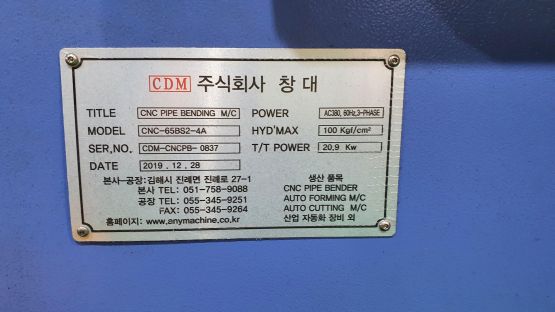 CDM 주식회사 창 대
TITLE CNC PIPE BENDING M/C POWER AC380, 60Hz,3-PHASE
MODEL CNC-65BS2-4A HYD'MAX 100 Kgf/cm²
SER,NO. CDM-CNCPB- 0837 T/T POWER 20,9 Kw
DATE 2019 . 12 . 28
본사·공장: 김해시 진례면 진례로 27-1
본사 TEL: 051-758-9088
공장 TEL: 055-345-9251
FAX: 055-345-9264
홈페이지: www.anymachine.co.kr
생산 품목
CNC PIPE BENDER
AUTO FORMING M/C
AUTO CUTTING M/C
산업 자동화 장비 외